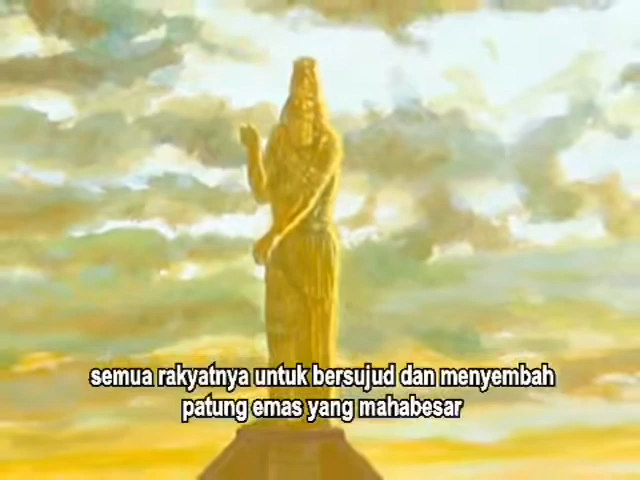 semua rakyatnya untuk bersujud dan menyembah
patung emas yang mahabesar